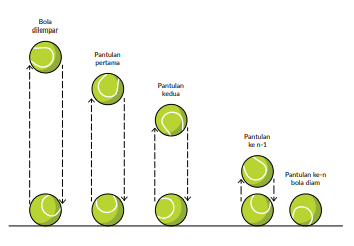 Bola
dilempar
Pantulan
pertama
Pantulan
kedua
Pantulan
ke n-1
Pantulan ke-n
bola diam